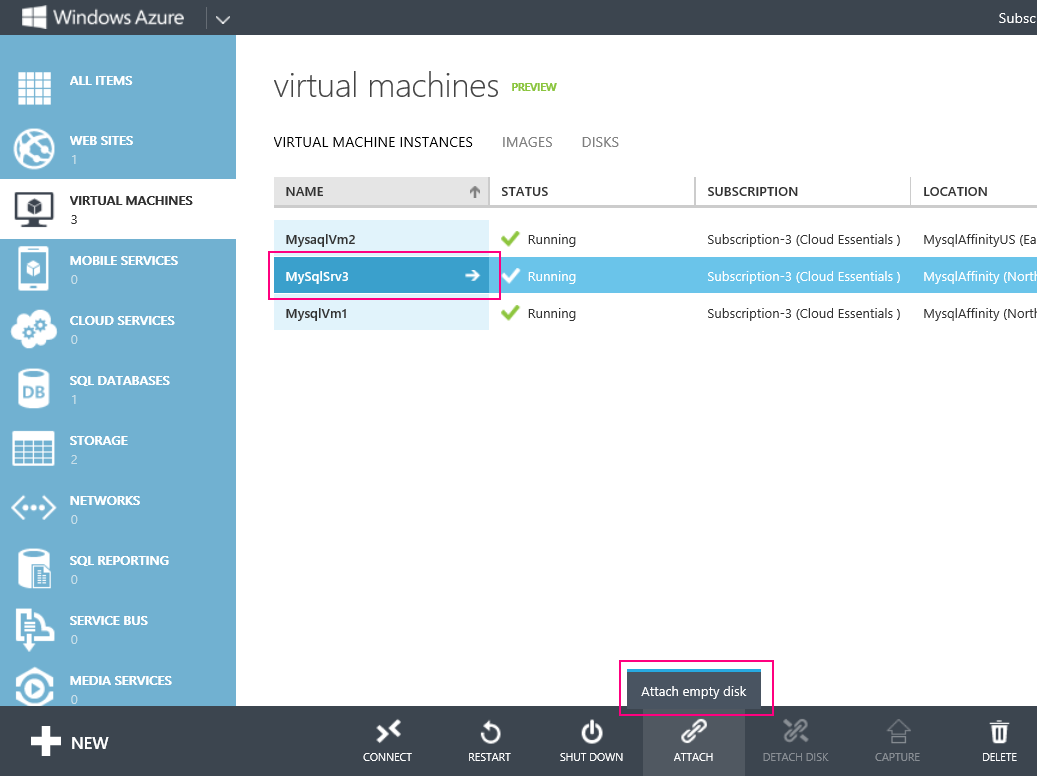 Windows Azure
Subsc
ALL ITEMS
WEB SITES
1
VIRTUAL MACHINES
3
MOBILE SERVICES
0
CLOUD SERVICES
0
DB
SQL DATABASES
1
STORAGE
2
NETWORKS
0
SQL REPORTING
0
SERVICE BUS
0
MEDIA SERVICES
0
virtual machines PREVIEW
VIRTUAL MACHINE INSTANCES IMAGES DISKS
NAME STATUS SUBSCRIPTION LOCATION
MysaqlVm2 Running Subscription-3 (Cloud Essentials ) MysqlAffinityUS (Ea
MySqlSrv3 Running Subscription-3 (Cloud Essentials ) MysqlAffinity (North
MysqlVm1 Running Subscription-3 (Cloud Essentials ) MysqlAffinity (North
Attach empty disk
NEW
CONNECT RESTART SHUT DOWN ATTACH DETACH DISK CAPTURE DELETE